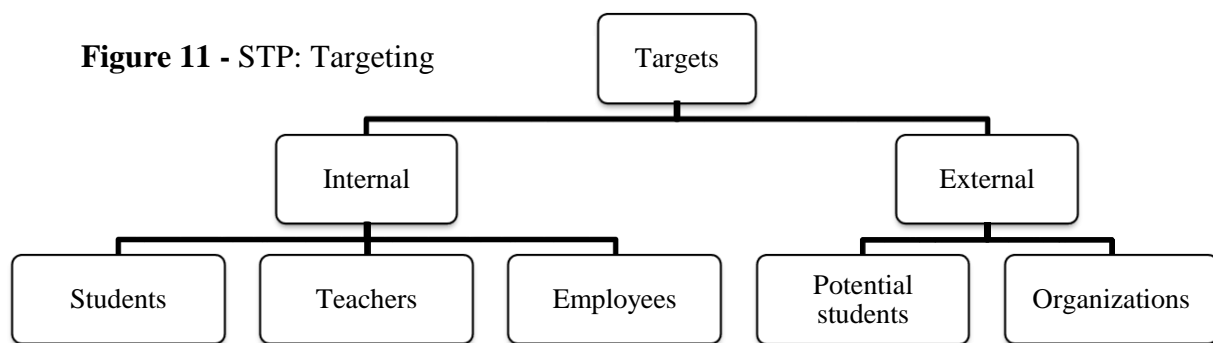 Figure 11 - STP: Targeting
Targets
Internal
External
Students
Teachers
Employees
Potential
students
Organizations